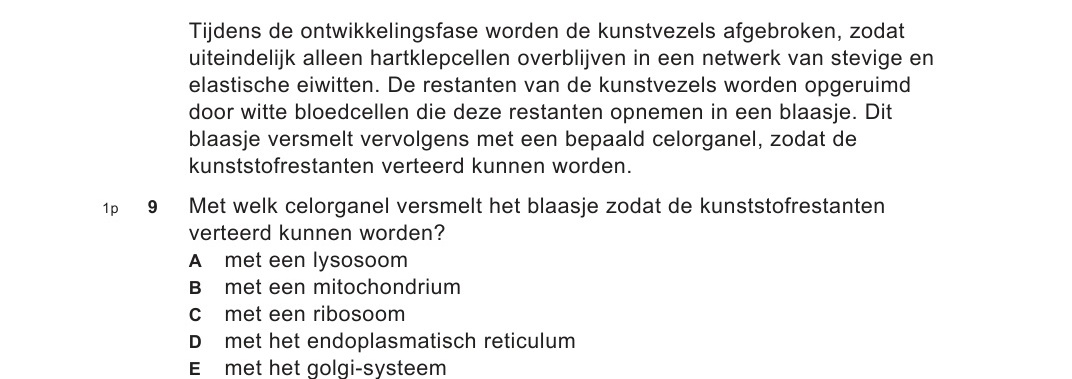 Tijdens de ontwikkelingsfase worden de kunstvezels afgebroken, zodat
uiteindelijk alleen hartklepcellen overblijven in een netwerk van stevige en
elastische eiwitten. De restanten van de kunstvezels worden opgeruimd
door witte bloedcellen die deze restanten opnemen in een blaasje. Dit
blaasje versmelt vervolgens met een bepaald celorganel, zodat de
kunststofrestanten verteerd kunnen worden.
1p 9 Met welk celorganel versmelt het blaasje zodat de kunststofrestanten
verteerd kunnen worden?
A met een lysosoom
B met een mitochondrium
C met een ribosoom
D met het endoplasmatisch reticulum
E met het golgi-systeem